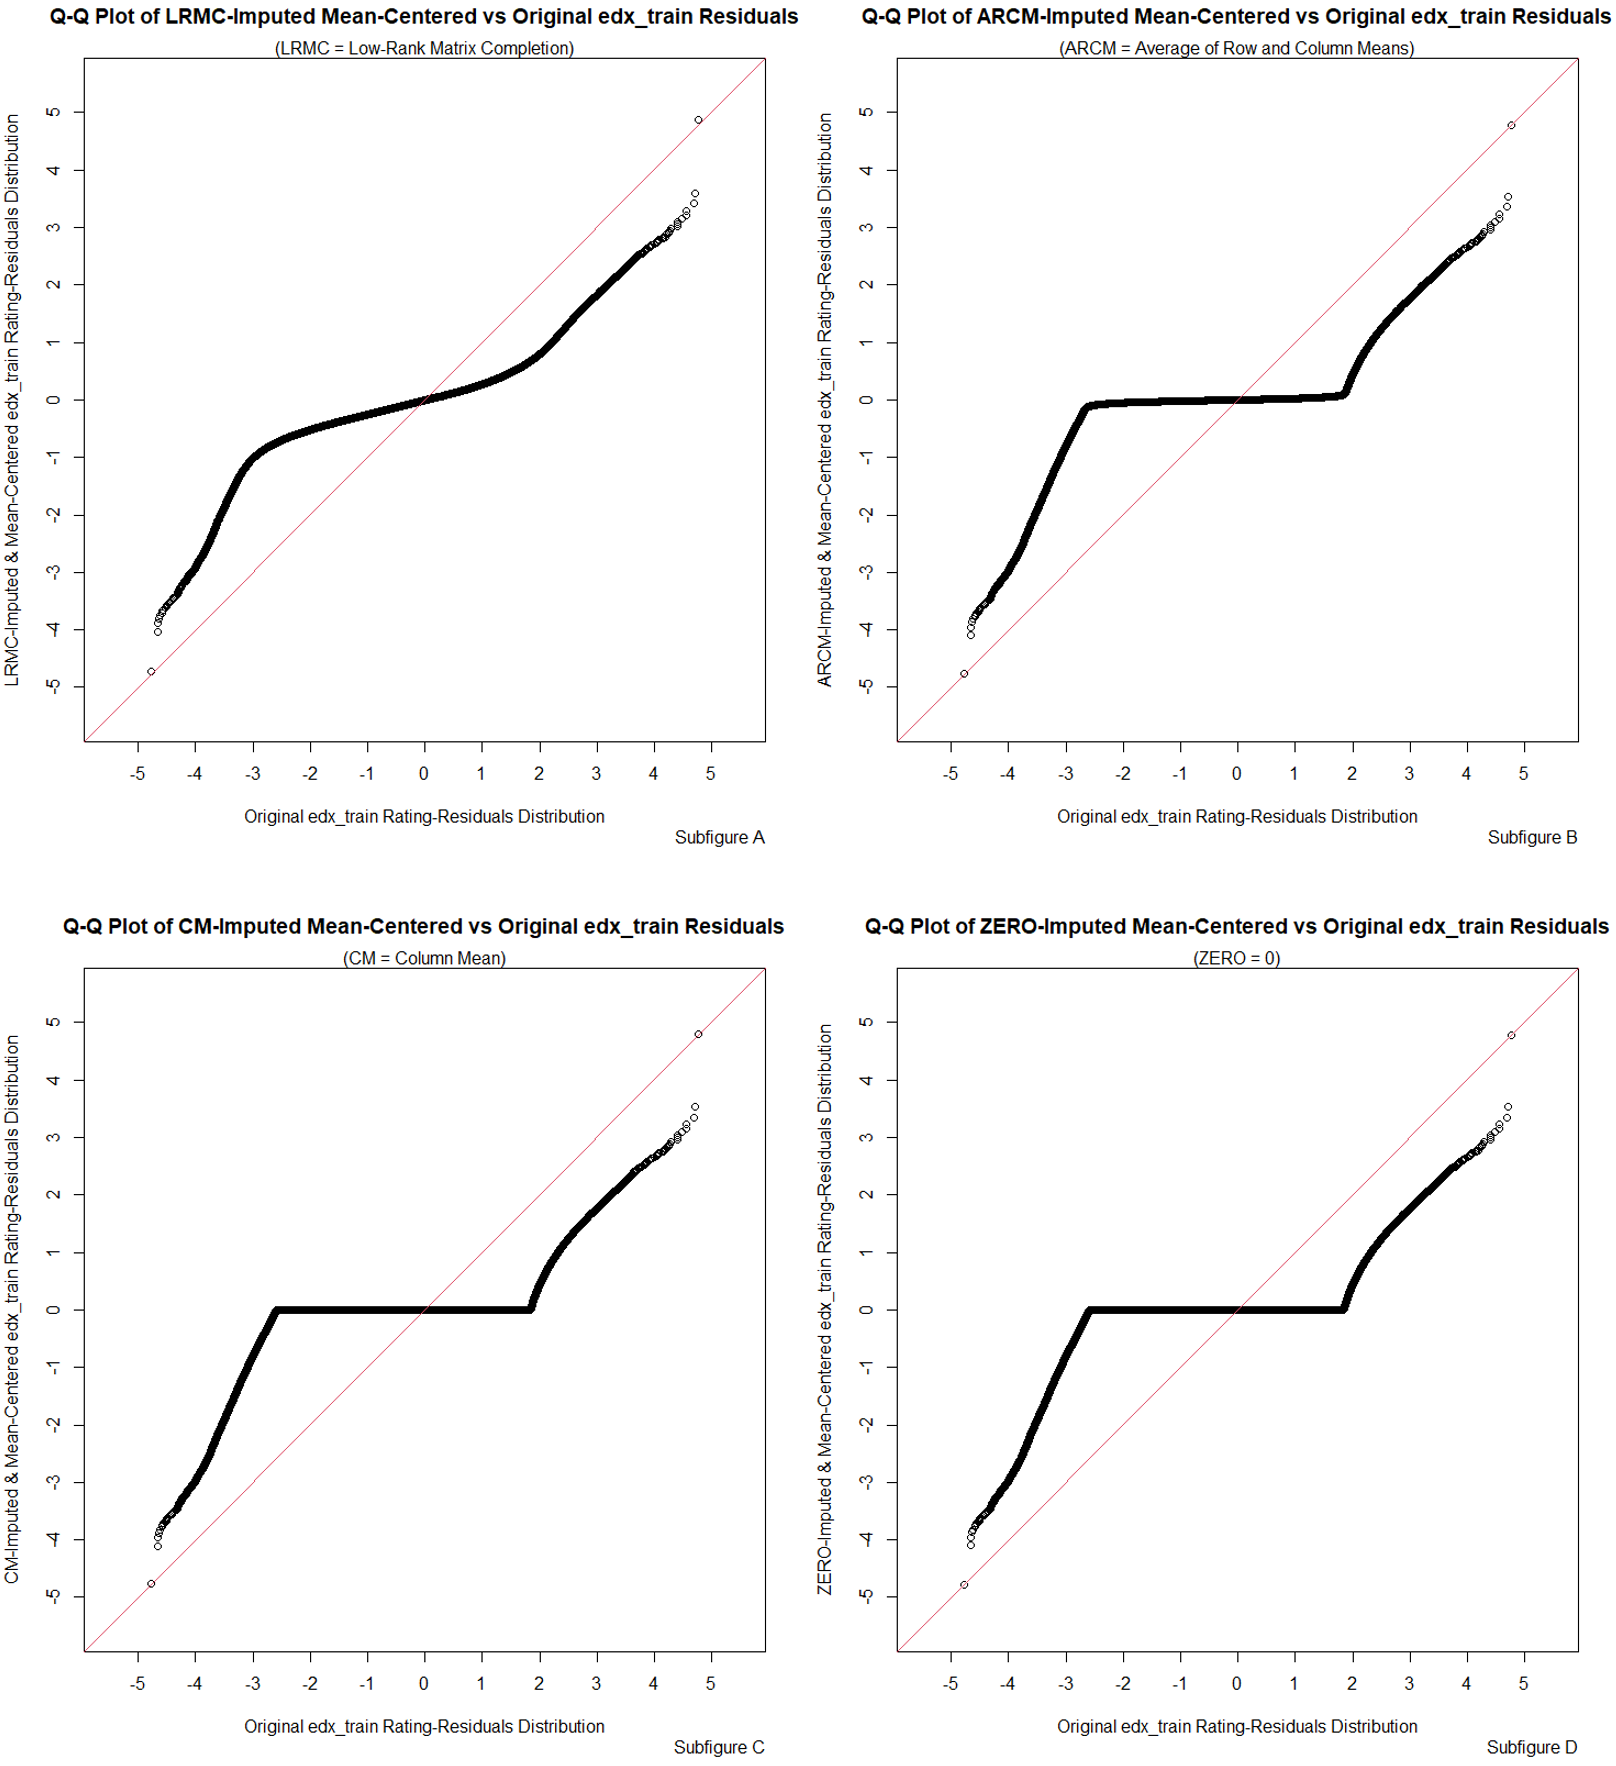 Q-Q Plot of LRMC-Imputed Mean-Centered vs Original edx_train Residuals
(LRMC = Low-Rank Matrix Completion)
LRMC-Imputed & Mean-Centered edx_train Rating-Residuals Distribution
5
4
3
2
1
0
-1
-2
-3
-4
-5
-5 -4 -3 -2 -1 0 1 2 3 4 5
Original edx_train Rating-Residuals Distribution
Subfigure A
Q-Q Plot of ARCM-Imputed Mean-Centered vs Original edx_train Residuals
(ARCM = Average of Row and Column Means)
ARCM-Imputed & Mean-Centered edx_train Rating-Residuals Distribution
5
4
3
2
1
0
-1
-2
-3
-4
-5
-5 -4 -3 -2 -1 0 1 2 3 4 5
Original edx_train Rating-Residuals Distribution
Subfigure B
Q-Q Plot of CM-Imputed Mean-Centered vs Original edx_train Residuals
(CM = Column Mean)
CM-Imputed & Mean-Centered edx_train Rating-Residuals Distribution
5
4
3
2
1
0
-1
-2
-3
-4
-5
-5 -4 -3 -2 -1 0 1 2 3 4 5
Original edx_train Rating-Residuals Distribution
Subfigure C
Q-Q Plot of ZERO-Imputed Mean-Centered vs Original edx_train Residuals
(ZERO = 0)
ZERO-Imputed & Mean-Centered edx_train Rating-Residuals Distribution
5
4
3
2
1
0
-1
-2
-3
-4
-5
-5 -4 -3 -2 -1 0 1 2 3 4 5
Original edx_train Rating-Residuals Distribution
Subfigure D